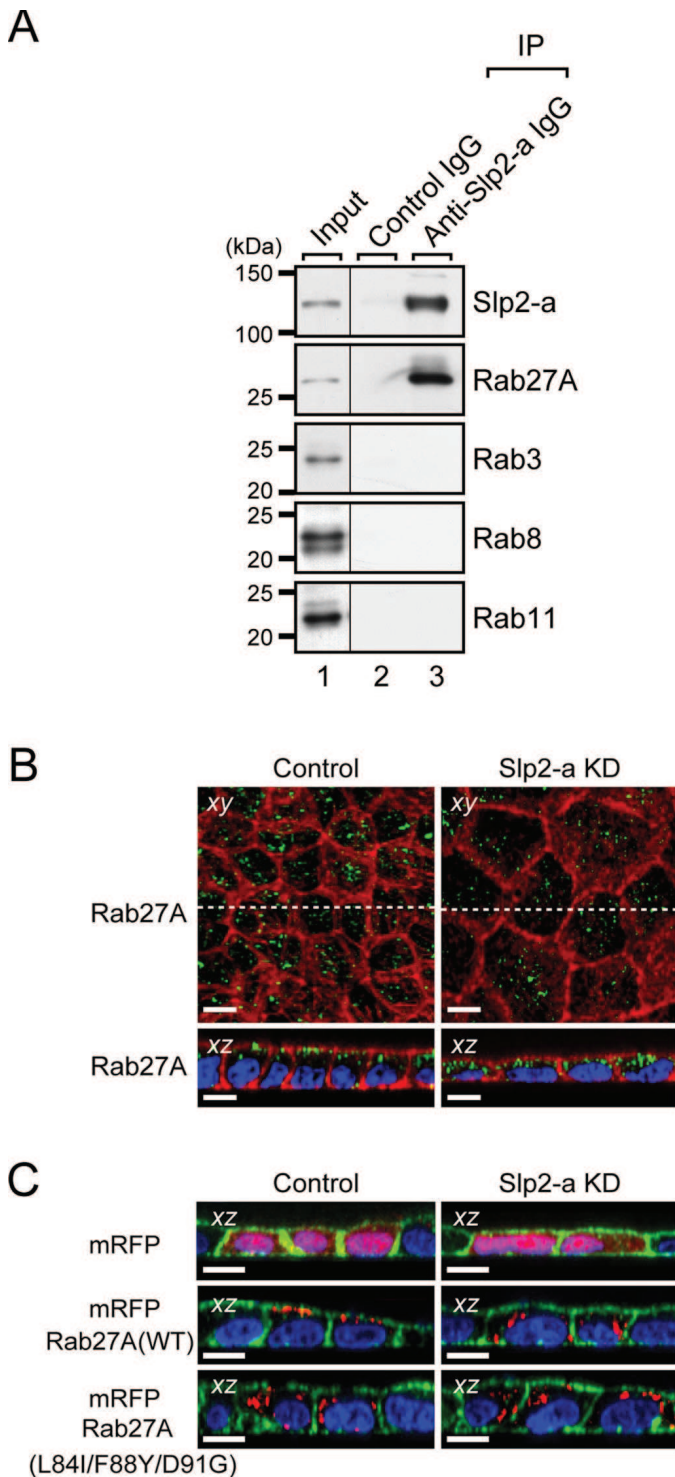 A
IP
Input
Control IgG
Anti-Slp2-a IgG
(kDa)
150
100
Slp2-a
25
Rab27A
25
20
Rab3
25
20
Rab8
25
20
Rab11
1 2 3
B
Control Slp2-a KD
xy xy
Rab27A
xz xz
Rab27A
C
Control Slp2-a KD
xz xz
mRFP
xz xz
mRFP
Rab27A(WT)
xz xz
mRFP
Rab27A
(L84I/F88Y/D91G)